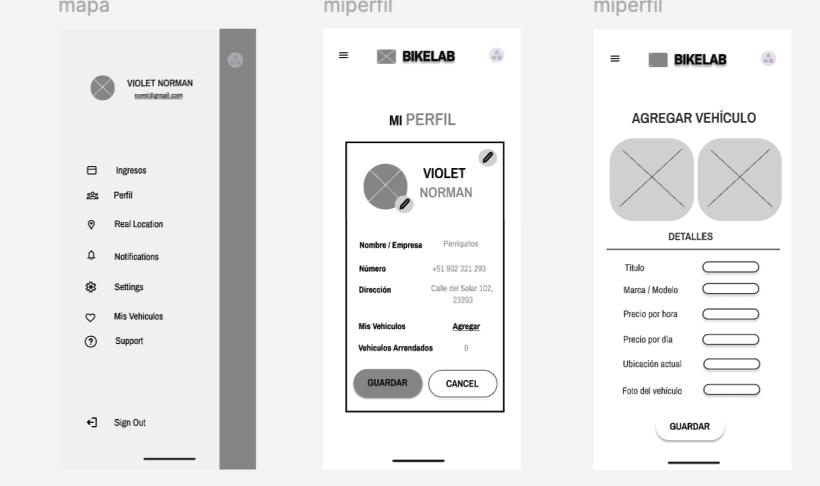 mapa
VIOLET NORMAN
nomi@gmail.com
Ingresos
Perfil
Real Location
Notifications
Settings
Mis Vehiculos
Support
Sign Out
miperfil
BIKELAB
MI PERFIL
VIOLET
NORMAN
Nombre / Empresa Perriquitos
Número +51 932 321 293
Dirección Calle del Solar 102,
23203
Mis Vehiculos Agregar
Vehiculos Arrendados 0
GUARDAR CANCEL
miperfil
BIKELAB
AGREGAR VEHÍCULO
DETALLES
Titulo
Marca / Modelo
Precio por hora
Precio por día
Ubicación actual
Foto del vehículo
GUARDAR